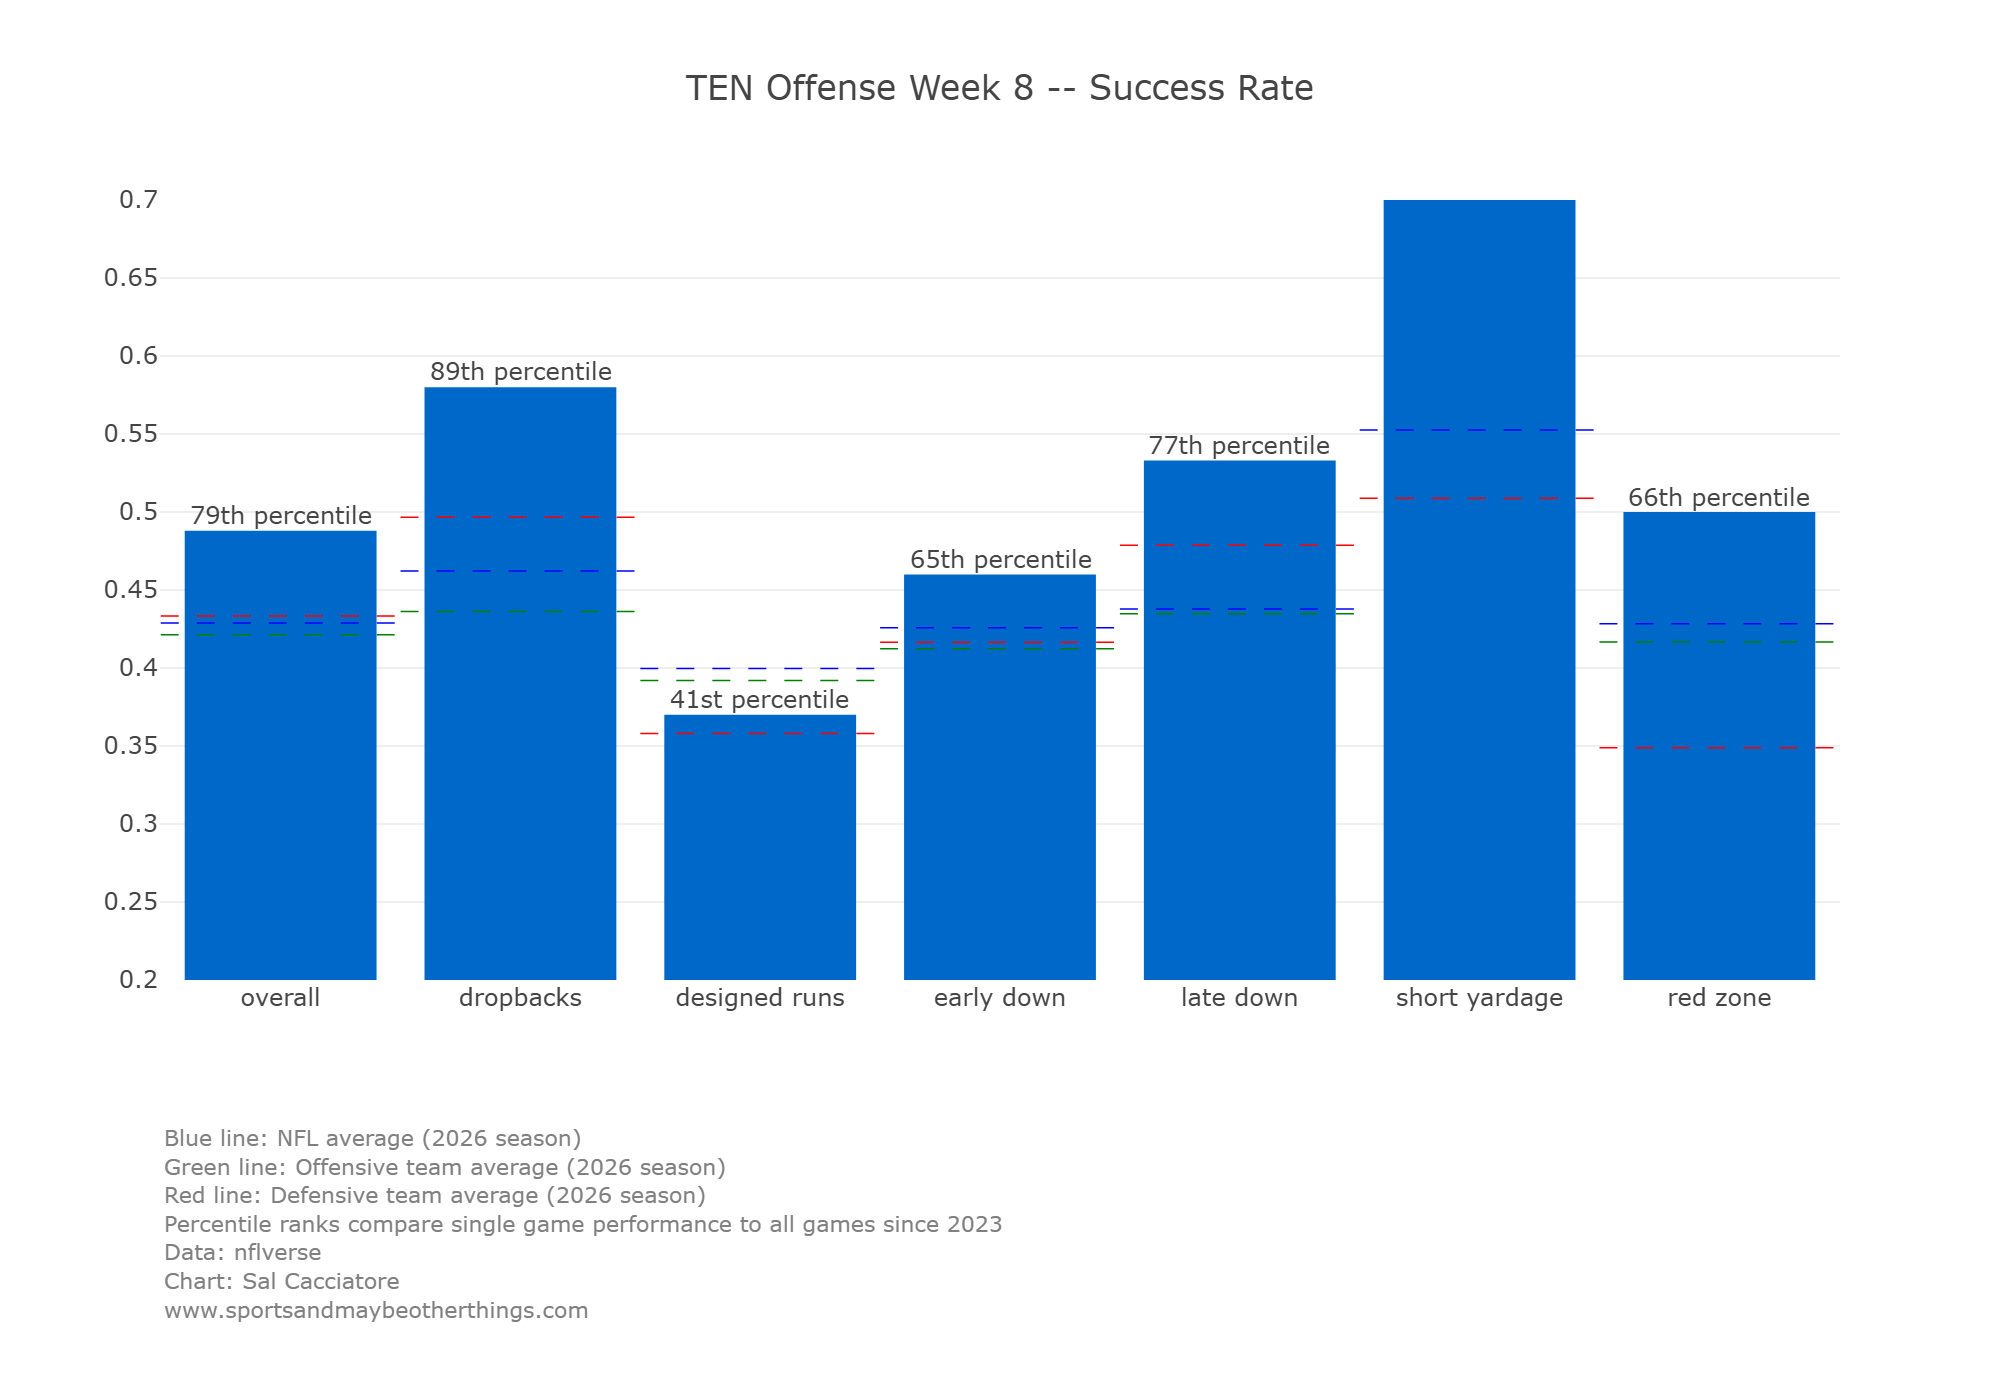 TEN Offense Week 8 -- Success Rate
0.7
0.65
0.6
89th percentile
0.55
77th percentile
0.5
79th percentile
66th percentile
65th percentile
0.45
0.4
41st percentile
0.35
0.3
0.25
0.2
overall dropbacks designed runs early down late down short yardage red zone
Blue line: NFL average (2026 season)
Green line: Offensive team average (2026 season)
Red line: Defensive team average (2026 season)
Percentile ranks compare single game performance to all games since 2023
Data: nflverse
Chart: Sal Cacciatore
www.sportsandmaybeotherthings.com